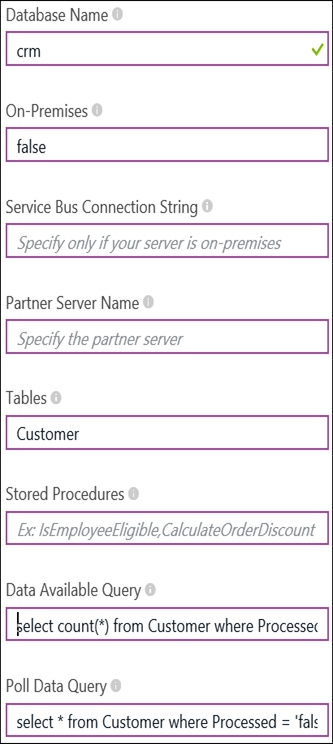 Database Name
crm
On-Premises
false
Service Bus Connection String
Specify only if your server is on-premises
Partner Server Name
Specify the partner server
Tables
Customer
Stored Procedures
Ex: IsEmployeeEligible,CalculateOrderDiscount
Data Available Query
select count(*) from Customer where Processed
Poll Data Query
select * from Customer where Processed = 'fals